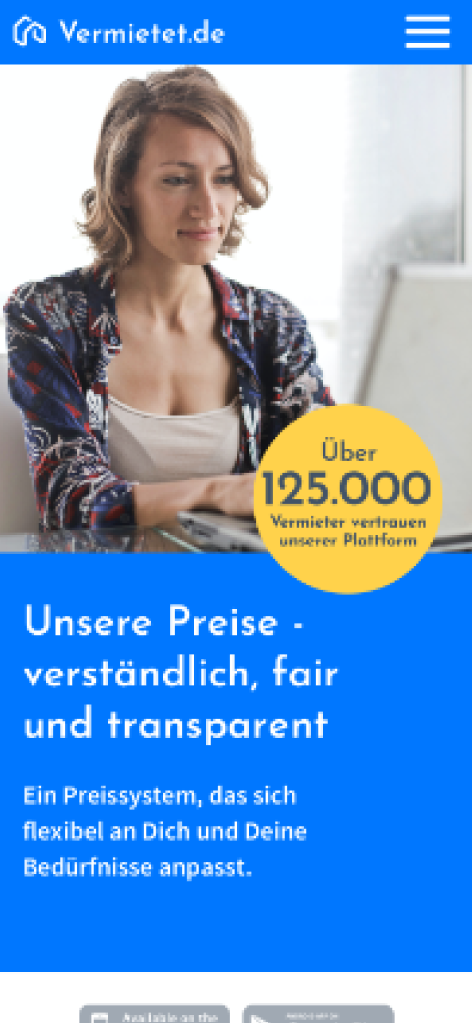 Vermietet.de
Über
125.000
Vermieter vertrauen
unserer Plattform
Unsere Preise -
verständlich, fair
und transparent
Ein Preissystem, das sich
flexibel an Dich und Deine
Bedürfnisse anpasst.
Available on the